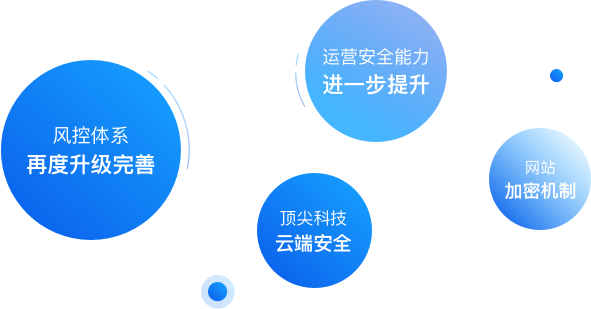 风控体系
再度升级完善
运营安全能力
进一步提升
顶尖科技
云端安全
网站
加密机制